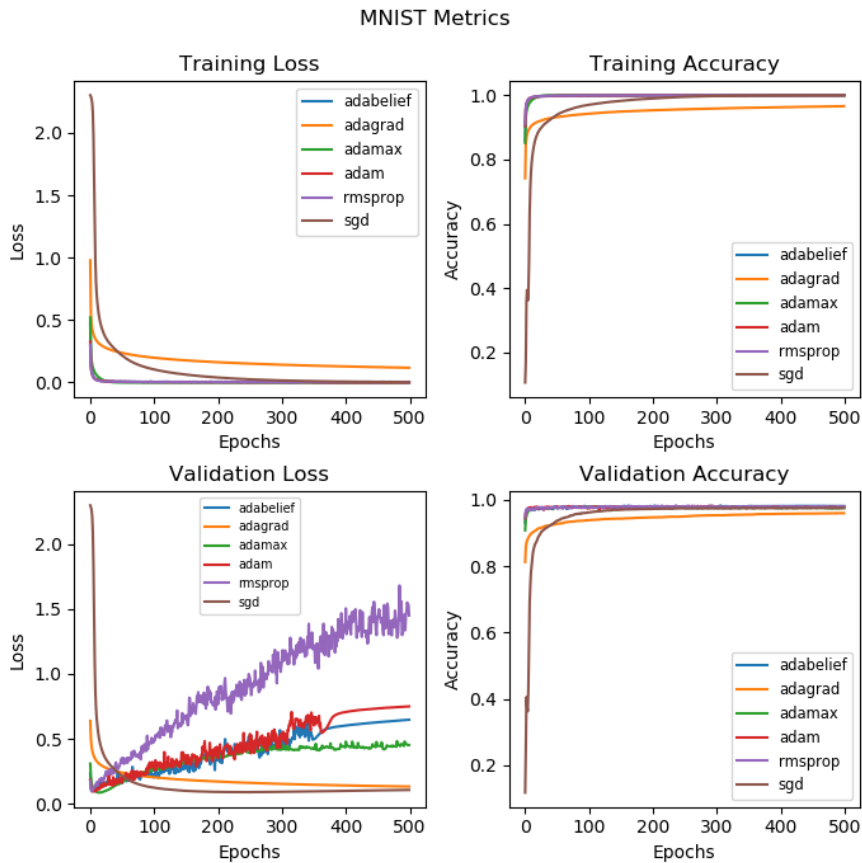 MNIST Metrics
Training Loss
Loss
2.0
1.5
1.0
0.5
0.0
adabelief
adagrad
adamax
adam
rmsprop
sgd
0 100 200 300 400 500
Epochs
Training Accuracy
Accuracy
1.0
0.8
0.6
0.4
0.2
adabelief
adagrad
adamax
adam
rmsprop
sgd
0 100 200 300 400 500
Epochs
Validation Loss
Loss
2.0
1.5
1.0
0.5
0.0
adabelief
adagrad
adamax
adam
rmsprop
sgd
0 100 200 300 400 500
Epochs
Validation Accuracy
Accuracy
1.0
0.8
0.6
0.4
0.2
adabelief
adagrad
adamax
adam
rmsprop
sgd
0 100 200 300 400 500
Epochs